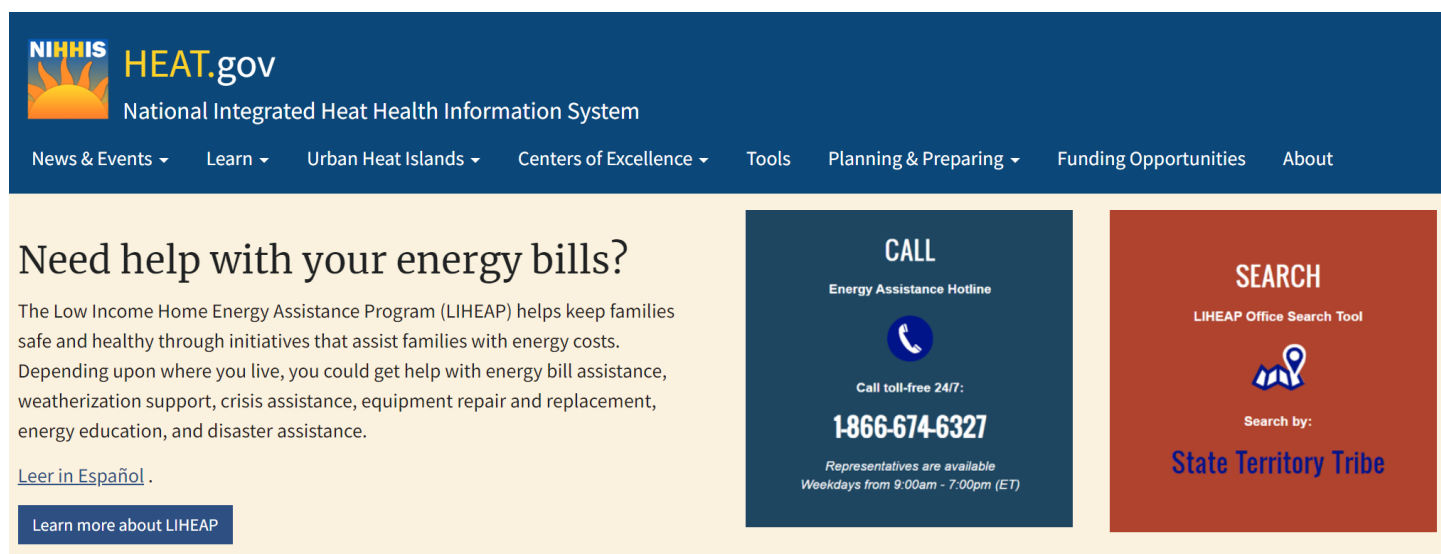 NIHHIS
HEAT.gov
National Integrated Heat Health Information System
News & Events
Learn
Urban Heat Islands
Centers of Excellence
Tools
Planning & Preparing
Funding Opportunities
About
Need help with your energy bills?
The Low Income Home Energy Assistance Program (LIHEAP) helps keep families
safe and healthy through initiatives that assist families with energy costs.
Depending upon where you live, you could get help with energy bill assistance,
weatherization support, crisis assistance, equipment repair and replacement,
energy education, and disaster assistance.
Leer in Español .
Learn more about LIHEAP
CALL
Energy Assistance Hotline
Call toll-free 24/7:
1-866-674-6327
Representatives are available
Weekdays from 9:00am - 7:00pm (ET)
SEARCH
LIHEAP Office Search Tool
Search by:
State Territory Tribe